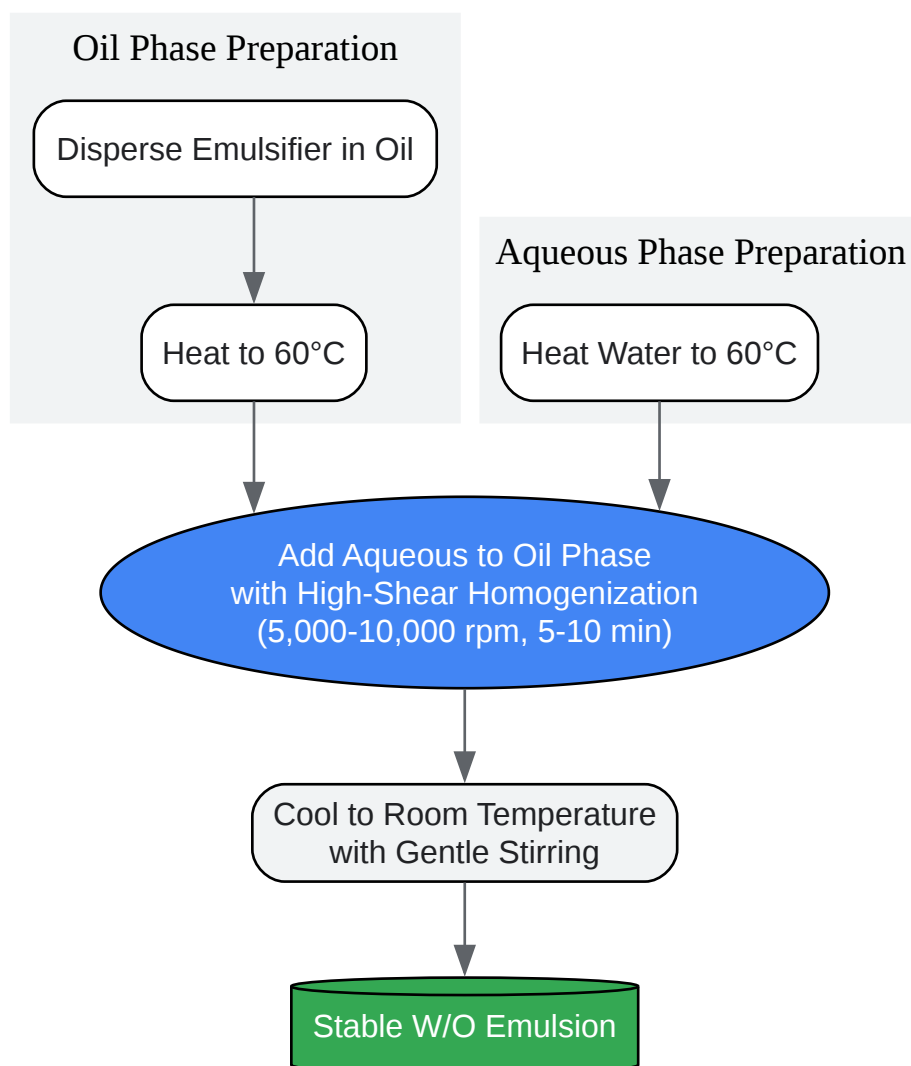 Oil Phase Preparation
Disperse Emulsifier in Oil
Heat to 60°C
Aqueous Phase Preparation
Heat Water to 60°C
Add Aqueous to Oil Phase
with High-Shear Homogenization
(5,000-10,000 rpm, 5-10 min)
Cool to Room Temperature
with Gentle Stirring
Stable W/O Emulsion